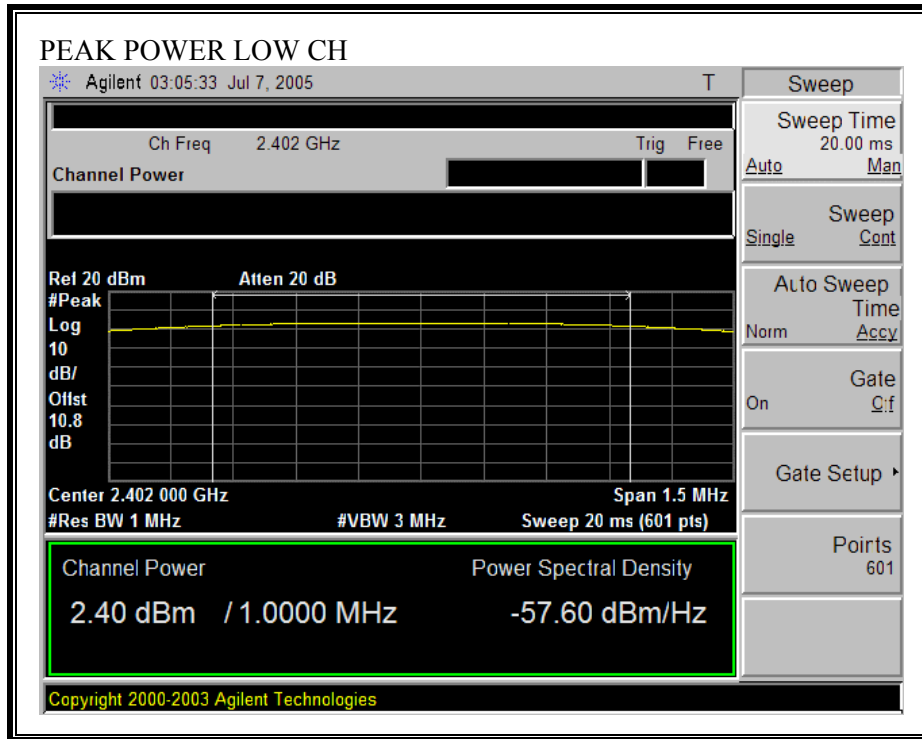 PEAK POWER LOW CH
Agilent 03:05:33 Jul 7, 2005 T
Sweep
Ch Freq 2.402 GHz Trig Free
Channel Power
Sweep Time
20.00 ms
Auto Man
Sweep
Single Cont
Auto Sweep
Time
Norm Accy
Gate
On Off
Gate Setup
Points
601
Ref 20 dBm Atten 20 dB
#Peak
Log
10
dB/
Offst
10.8
dB
Center 2.402 000 GHz Span 1.5 MHz
#Res BW 1 MHz #VBW 3 MHz Sweep 20 ms (601 pts)
Channel Power Power Spectral Density
2.40 dBm / 1.0000 MHz -57.60 dBm/Hz
Copyright 2000-2003 Agilent Technologies